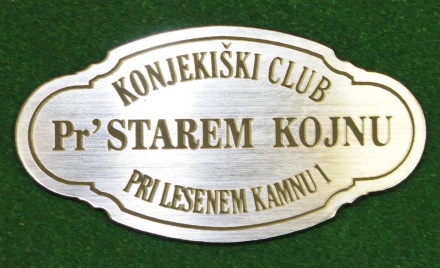 KONJEKIŠKI CLUB
Pr' STAREM KOJNU
PRI LESENEM KAMNU 1